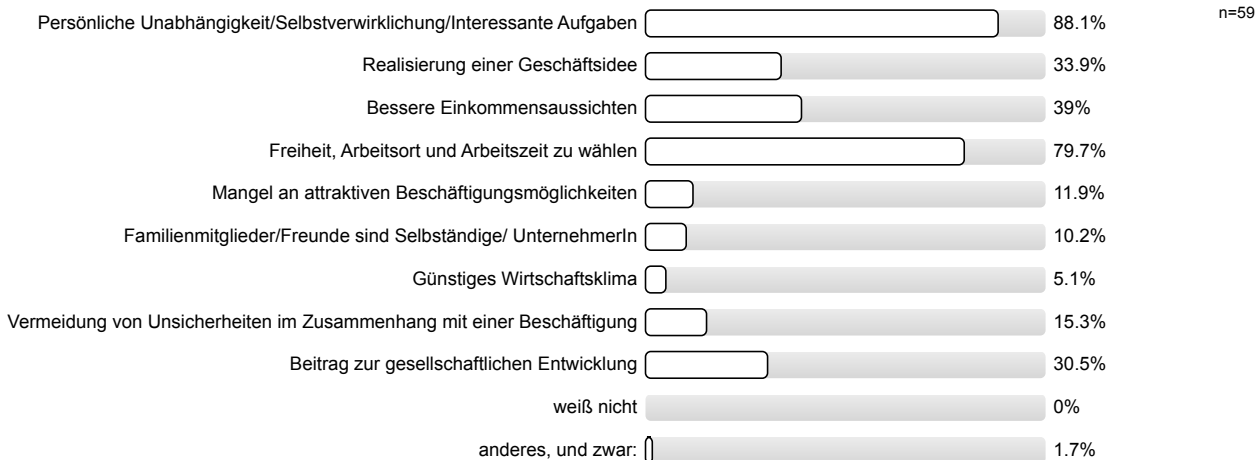 Persönliche Unabhängigkeit/Selbstverwirklichung/Interessante Aufgaben 88.1% n=59
Realisierung einer Geschäftsidee 33.9%
Bessere Einkommensaussichten 39%
Freiheit, Arbeitsort und Arbeitszeit zu wählen 79.7%
Mangel an attraktiven Beschäftigungsmöglichkeiten 11.9%
Familienmitglieder/Freunde sind Selbständige/ UnternehmerIn 10.2%
Günstiges Wirtschaftsklima 5.1%
Vermeidung von Unsicherheiten im Zusammenhang mit einer Beschäftigung 15.3%
Beitrag zur gesellschaftlichen Entwicklung 30.5%
weiß nicht 0%
anderes, und zwar: 1.7%